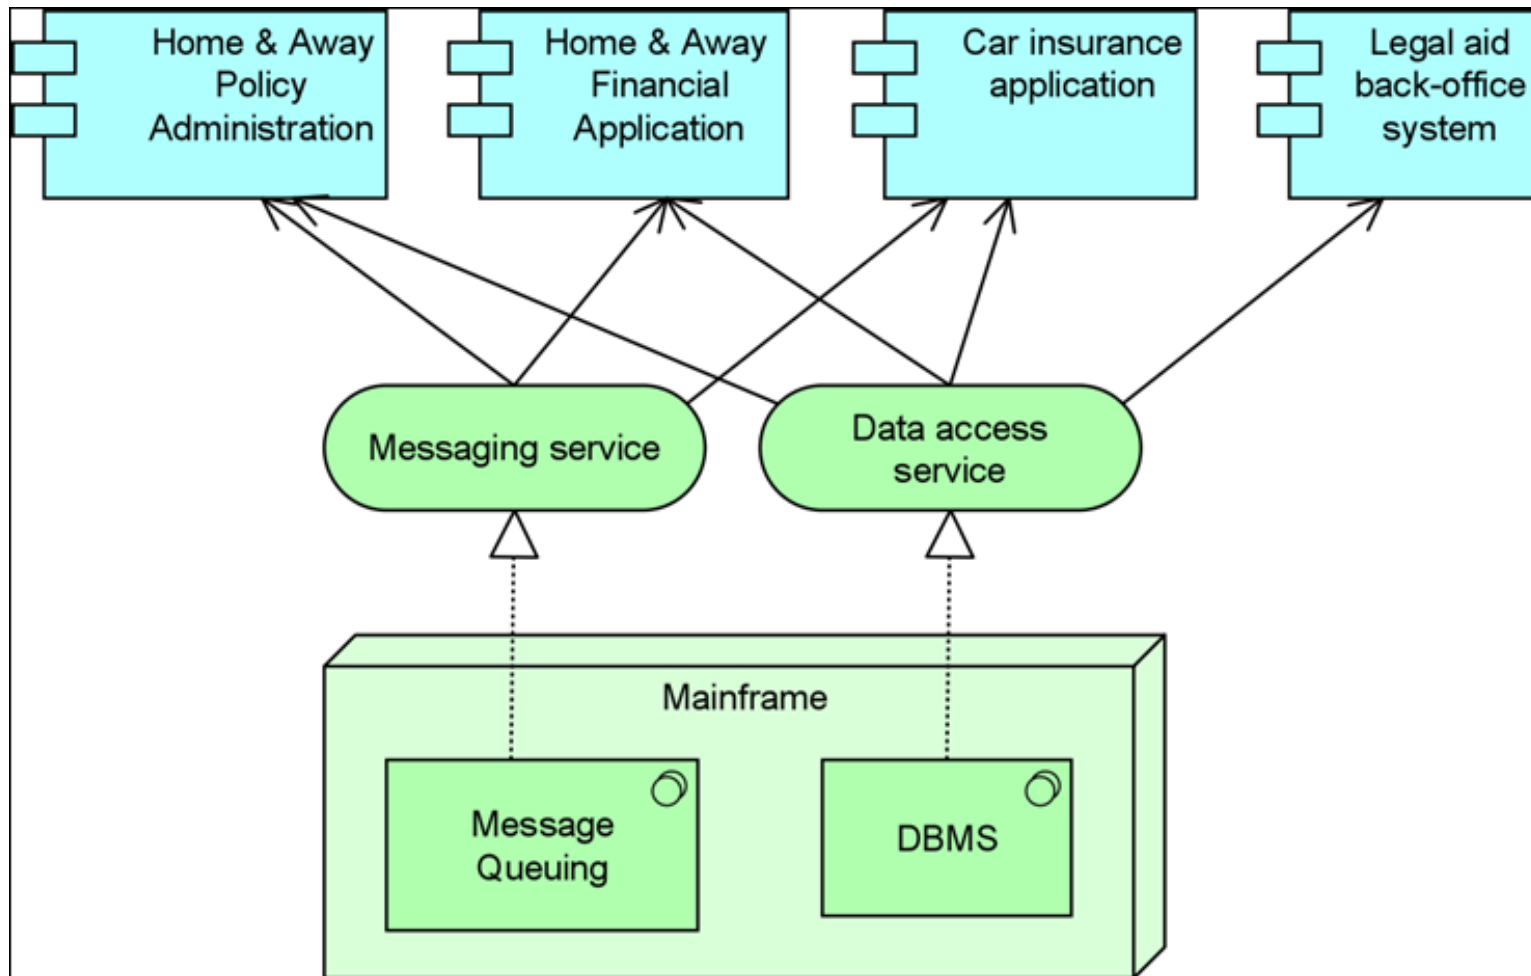 Home & Away
Policy
Administration
Home & Away
Financial
Application
Car insurance
application
Legal aid
back-office
system
Messaging service
Data access
service
Mainframe
Message
Queuing
DBMS